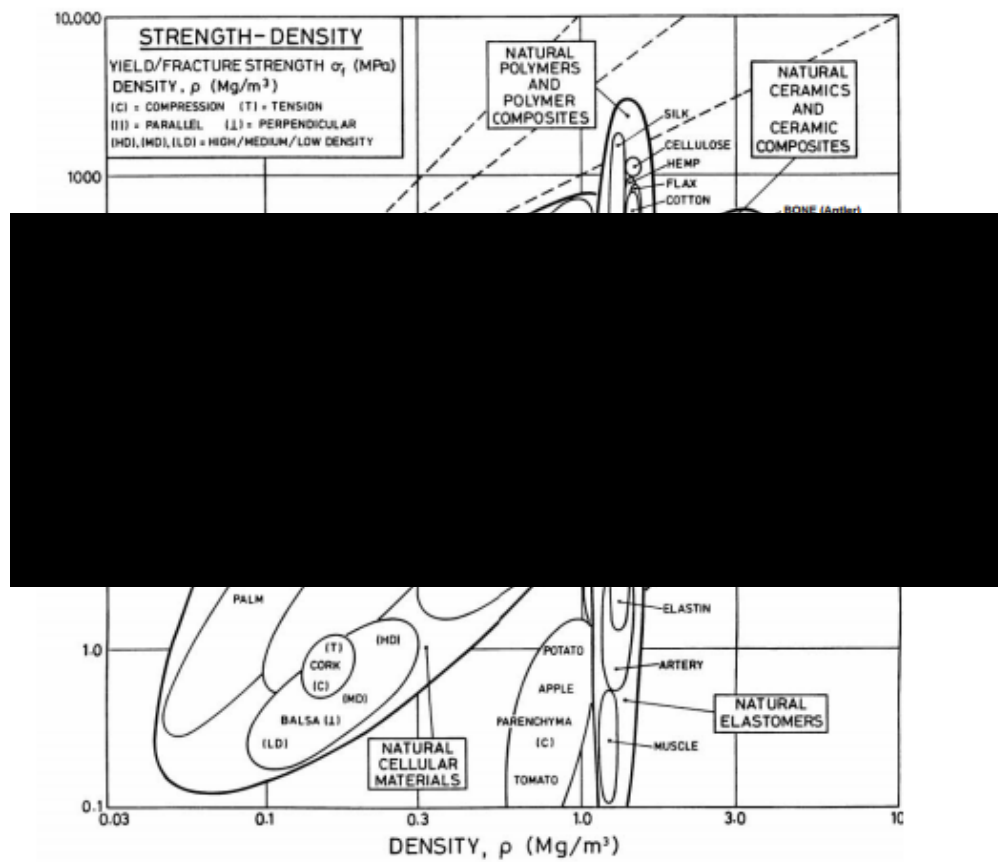 10.000
STRENGTH-DENSITY
YIELD/FRACTURE STRENGTH σf (MPa)
DENSITY, ρ (Mg/m³)
(C) = COMPRESSION (T) = TENSION
(II) = PARALLEL (⊥) = PERPENDICULAR
(HD),(MD),(LD) = HIGH/MEDIUM/LOW DENSITY
NATURAL
POLYMERS
AND
POLYMER
COMPOSITES
NATURAL
CERAMICS
AND
CERAMIC
COMPOSITES
SILK
CELLULOSE
HEMP
FLAX
COTTON
1000
BONE (Antler)
PALM
ELASTIN
1.0
(T)
CORK
(C)
(HD)
(MD)
BALSA (⊥)
(LD)
POTATO
APPLE
PARENCHYMA
(C)
TOMATO
ARTERY
NATURAL
ELASTOMERS
MUSCLE
NATURAL
CELLULAR
MATERIALS
0.1
0.03
0.1
0.3
1.0
3.0
10
DENSITY, ρ (Mg/m³)